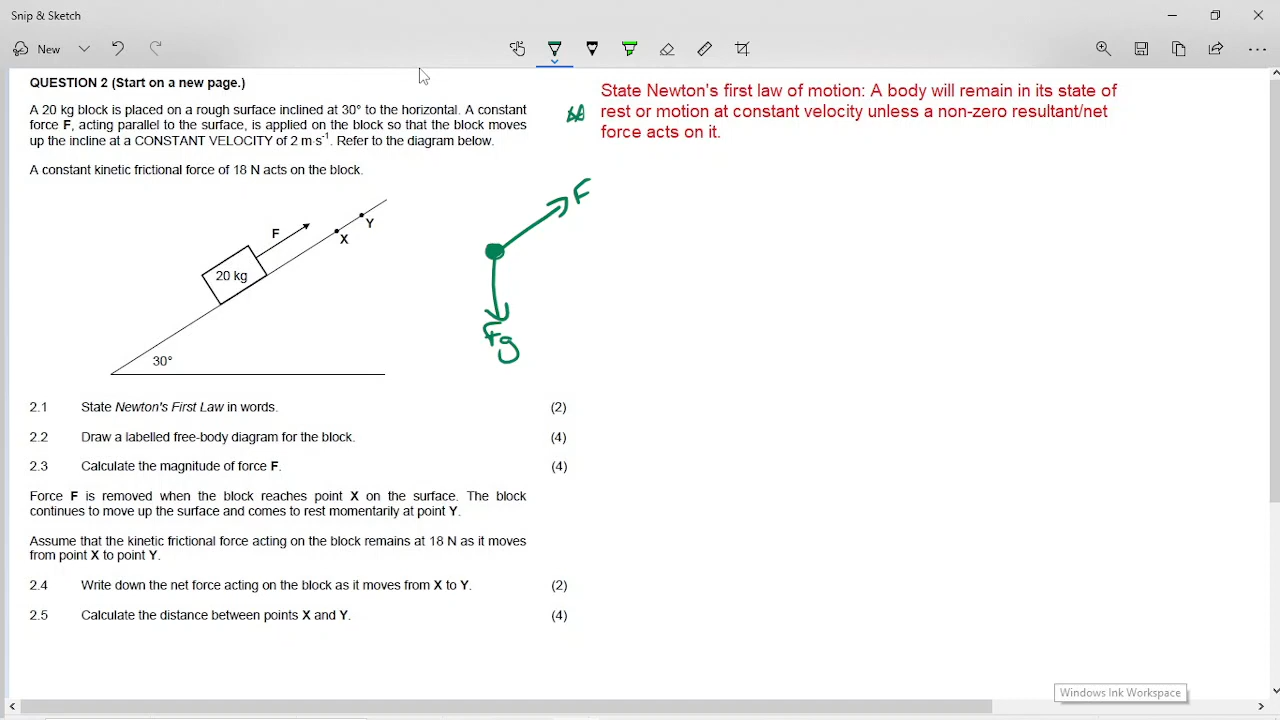 Snip & Sketch
New
QUESTION 2 (Start on a new page.)
A 20 kg block is placed on a rough surface inclined at 30° to the horizontal. A constant
force F, acting parallel to the surface, is applied on the block so that the block moves
up the incline at a CONSTANT VELOCITY of 2 m·s⁻¹. Refer to the diagram below.
A constant kinetic frictional force of 18 N acts on the block.
State Newton's first law of motion: A body will remain in its state of
rest or motion at constant velocity unless a non-zero resultant/net
force acts on it.
F
X
Y
20 kg
30°
F
Fg
2.1 State Newton's First Law in words. (2)
2.2 Draw a labelled free-body diagram for the block. (4)
2.3 Calculate the magnitude of force F. (4)
Force F is removed when the block reaches point X on the surface. The block
continues to move up the surface and comes to rest momentarily at point Y.
Assume that the kinetic frictional force acting on the block remains at 18 N as it moves
from point X to point Y.
2.4 Write down the net force acting on the block as it moves from X to Y. (2)
2.5 Calculate the distance between points X and Y. (4)
Windows Ink Workspace